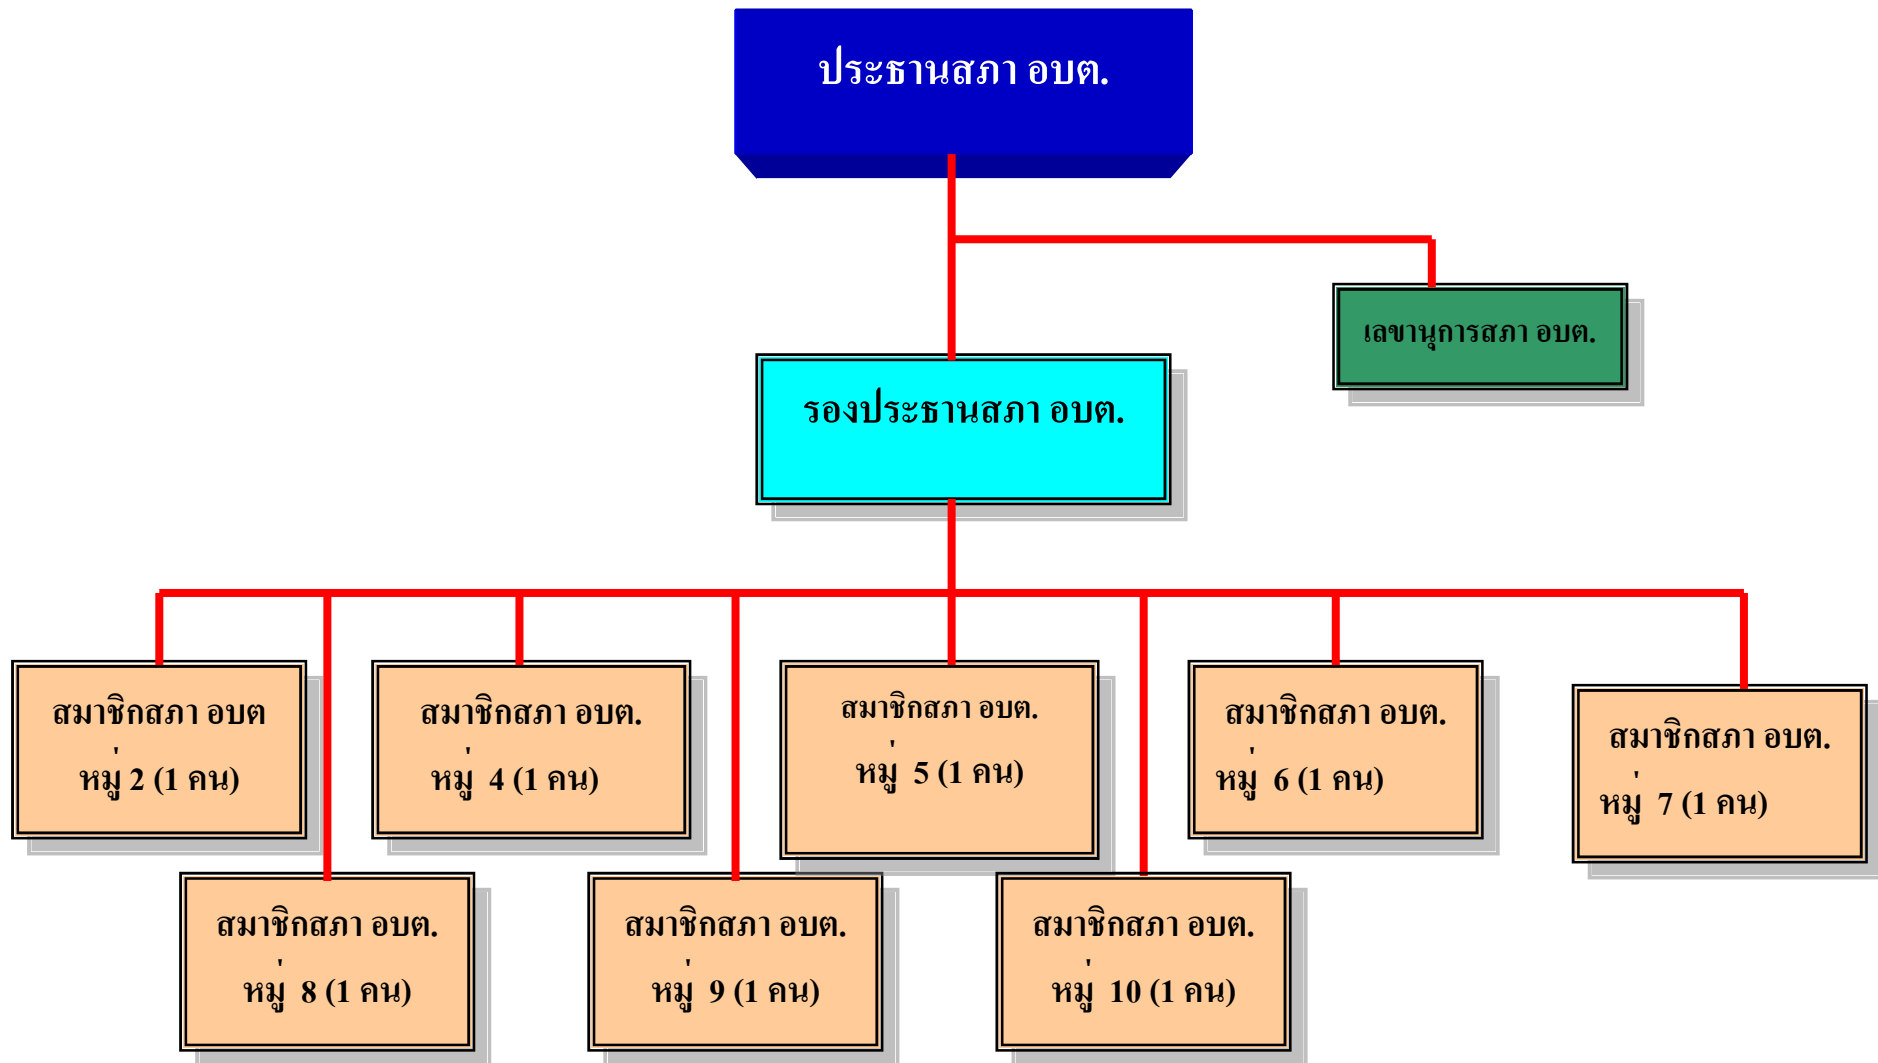 ประธานสภา อบต.
เลขานุการสภา อบต.
รองประธานสภา อบต.
สมาชิกสภา อบต
หมู่ 2 (1 คน)
สมาชิกสภา อบต.
หมู่ 4 (1 คน)
สมาชิกสภา อบต.
หมู่ 5 (1 คน)
สมาชิกสภา อบต.
หมู่ 6 (1 คน)
สมาชิกสภา อบต.
หมู่ 7 (1 คน)
สมาชิกสภา อบต.
หมู่ 8 (1 คน)
สมาชิกสภา อบต.
หมู่ 9 (1 คน)
สมาชิกสภา อบต.
หมู่ 10 (1 คน)